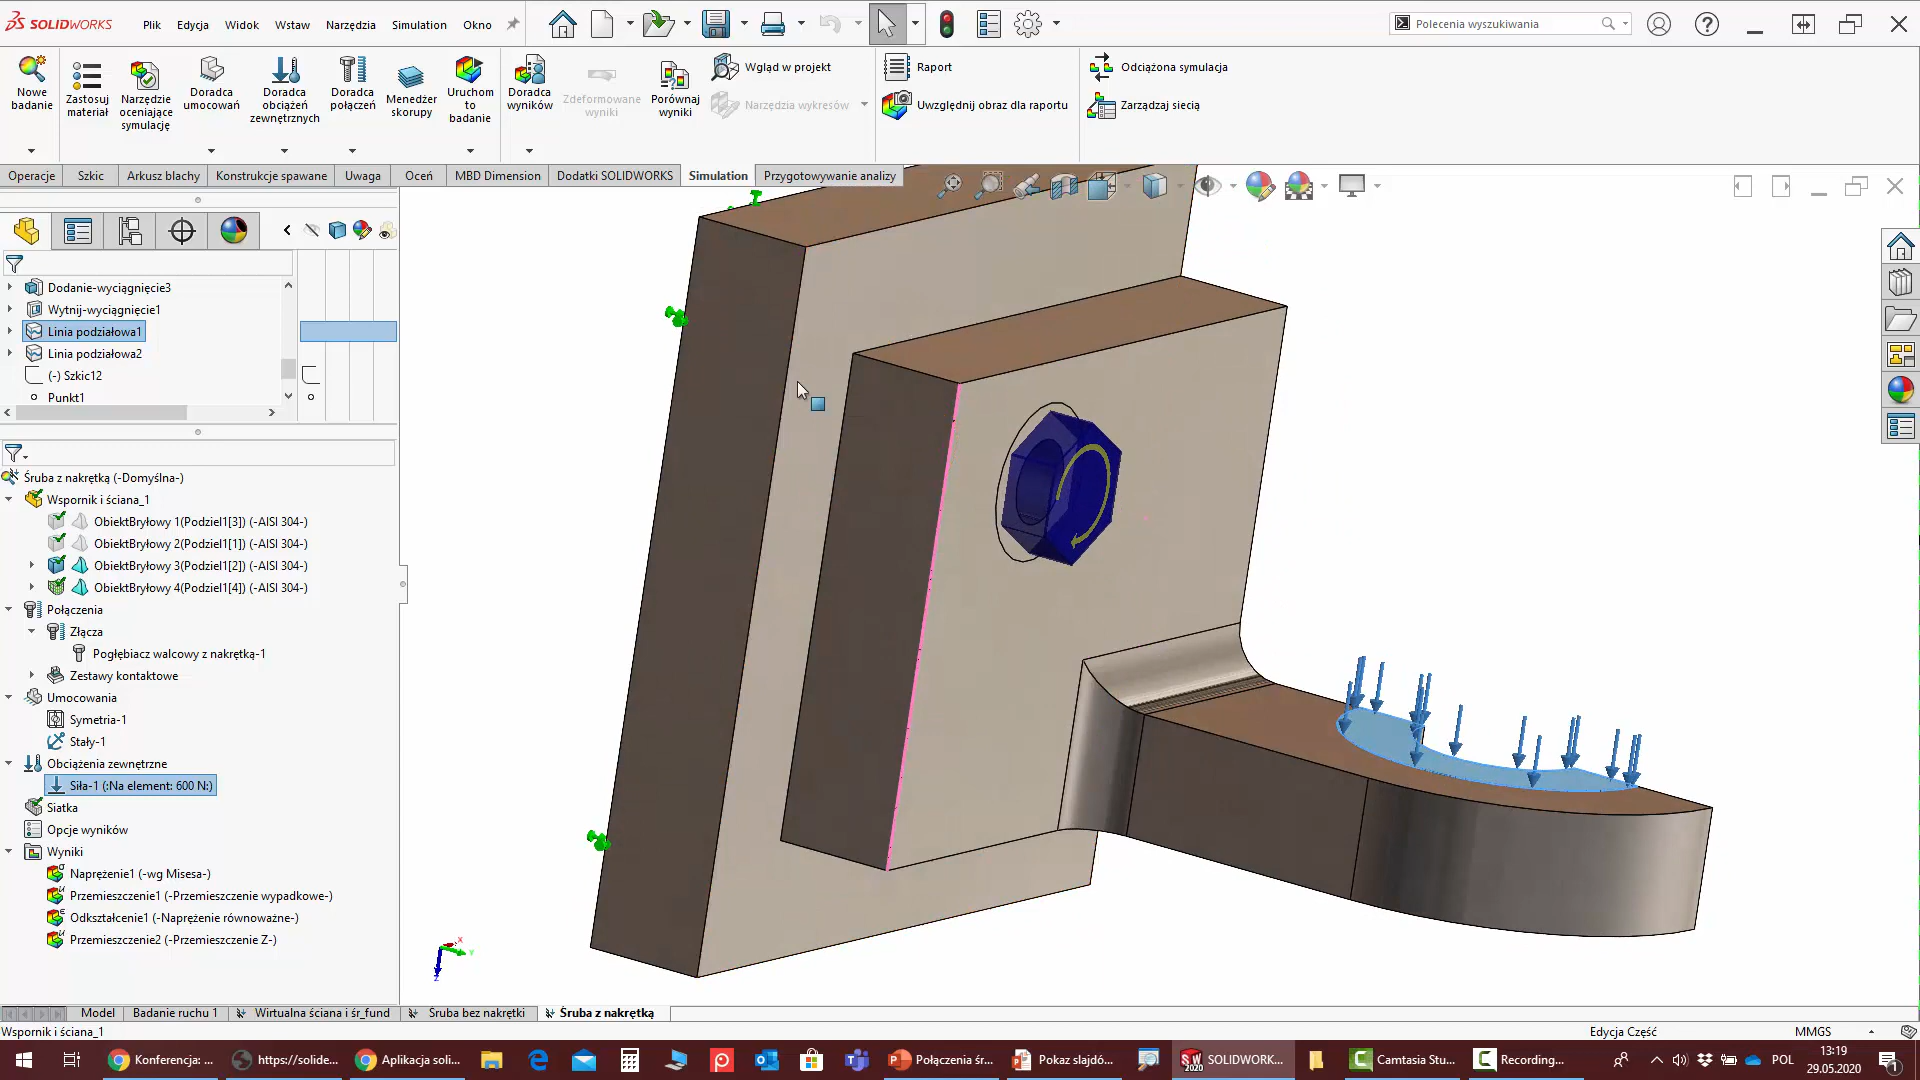 SOLIDWORKS
Plik
Edycja
Widok
Wstaw
Narzędzia
Simulation
Okno
Polecenia wyszukiwania
Nowe
badanie
Zastosuj
materiał
Narzędzie
oceniające
symulację
Doradca
umocowań
Doradca
obciążeń
zewnętrznych
Doradca
połączeń
Menedżer
skorupy
Uruchom
to
badanie
Doradca
wyników
Zdeformowane
wyniki
Porównaj
wyniki
Wgląd w projekt
Narzędzia wykresów
Raport
Uwzględnij obraz dla raportu
Odciążona symulacja
Zarządzaj siecią
Operacje
Szkic
Arkusz blachy
Konstrukcje spawane
Uwaga
Oceń
MBD Dimension
Dodatki SOLIDWORKS
Simulation
Przygotowywanie analizy
Dodanie-wyciągnięcie3
Wytnij-wyciągnięcie1
Linia podziałowa1
Linia podziałowa2
(-) Szkic12
Punkt1
Śruba z nakrętką (-Domyślna-)
Wspornik i ściana_1
ObiektBryłowy 1(Podziel1[3]) (-AISI 304-)
ObiektBryłowy 2(Podziel1[1]) (-AISI 304-)
ObiektBryłowy 3(Podziel1[2]) (-AISI 304-)
ObiektBryłowy 4(Podziel1[4]) (-AISI 304-)
Połączenia
Złącza
Pogłębiacz walcowy z nakrętką-1
Zestawy kontaktowe
Umocowania
Symetria-1
Stały-1
Obciążenia zewnętrzne
Siła-1 (:Na element: 600 N:)
Siatka
Opcje wyników
Wyniki
Naprężenie1 (-wg Misesa-)
Przemieszczenie1 (-Przemieszczenie wypadkowe-)
Odkształcenie1 (-Naprężenie równoważne-)
Przemieszczenie2 (-Przemieszczenie Z-)
X
Y
Z
Model
Badanie ruchu 1
Wirtualna ściana i śr_fund
Śruba bez nakrętki
Śruba z nakrętką
Wspornik i ściana_1
Edycja Część
MMGS
Konferencja: ...
https://solide...
Aplikacja soli...
Połączenia śr...
Pokaz slajdó...
SOLIDWORK...
Camtasia Stu...
Recording...
POL
13:19
29.05.2020
1